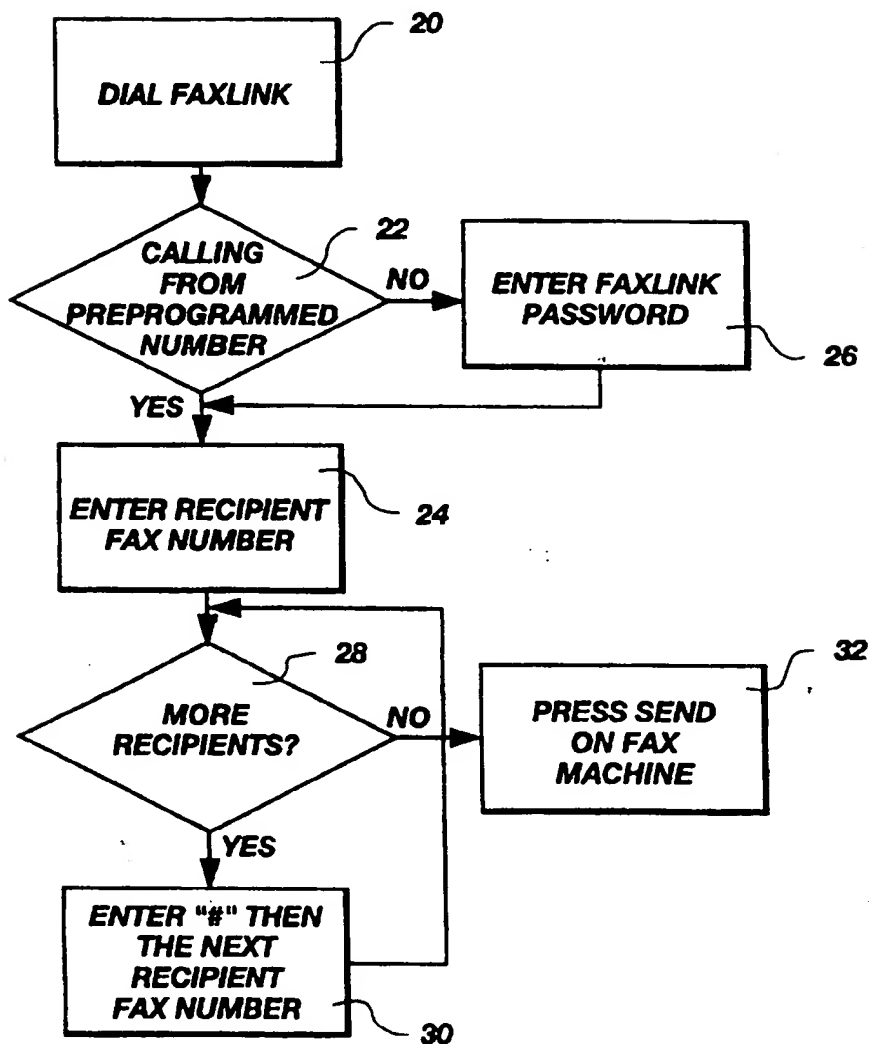 20
DIAL FAXLINK
22
CALLING
FROM
PREPROGRAMMED
NUMBER
NO
ENTER FAXLINK
PASSWORD
26
YES
ENTER RECIPIENT
FAX NUMBER
24
28
MORE
RECIPIENTS?
NO
32
PRESS SEND
ON FAX
MACHINE
YES
ENTER "#" THEN
THE NEXT
RECIPIENT
FAX NUMBER
30